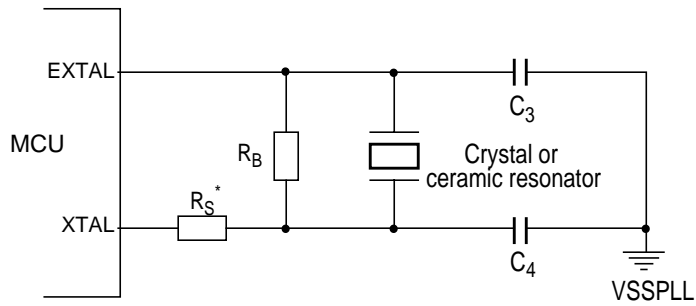 EXTAL
C3
MCU
RB
Crystal or
ceramic resonator
RS*
XTAL
C4
VSSPLL